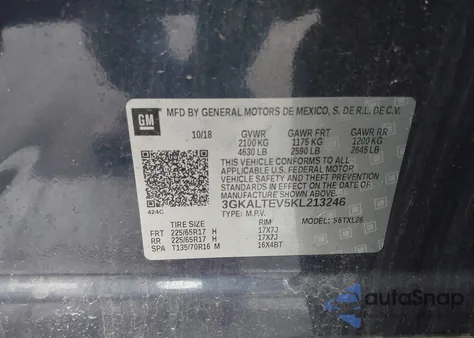 GM
MFD BY GENERAL MOTORS DE MEXICO, S. DE R.L. DE C.V.
10/18 GVWR GAWR FRT GAWR RR
2100 KG 1175 KG 1200 KG
4630 LB 2590 LB 2645 LB
THIS VEHICLE CONFORMS TO ALL
APPLICABLE U.S. FEDERAL MOTOR
VEHICLE SAFETY AND THEFT
PREVENTION STANDARDS IN
EFFECT ON THE DATE OF
MANUFACTURE SHOWN ABOVE.
424C
3GKALTEV5KL213246
TYPE: M.P.V. MODEL: S6TXL26
TIRE SIZE RIM
FRT 225/65R17 H 17X7J
RR 225/65R17 H 17X7J
SPA T135/70R16 M 16X4BT
autoSnap